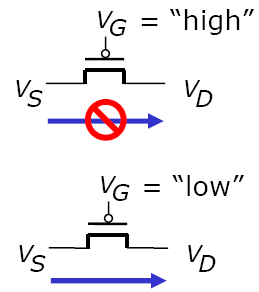 V_G = “high”
V_S V_D
V_G = “low”
V_S V_D